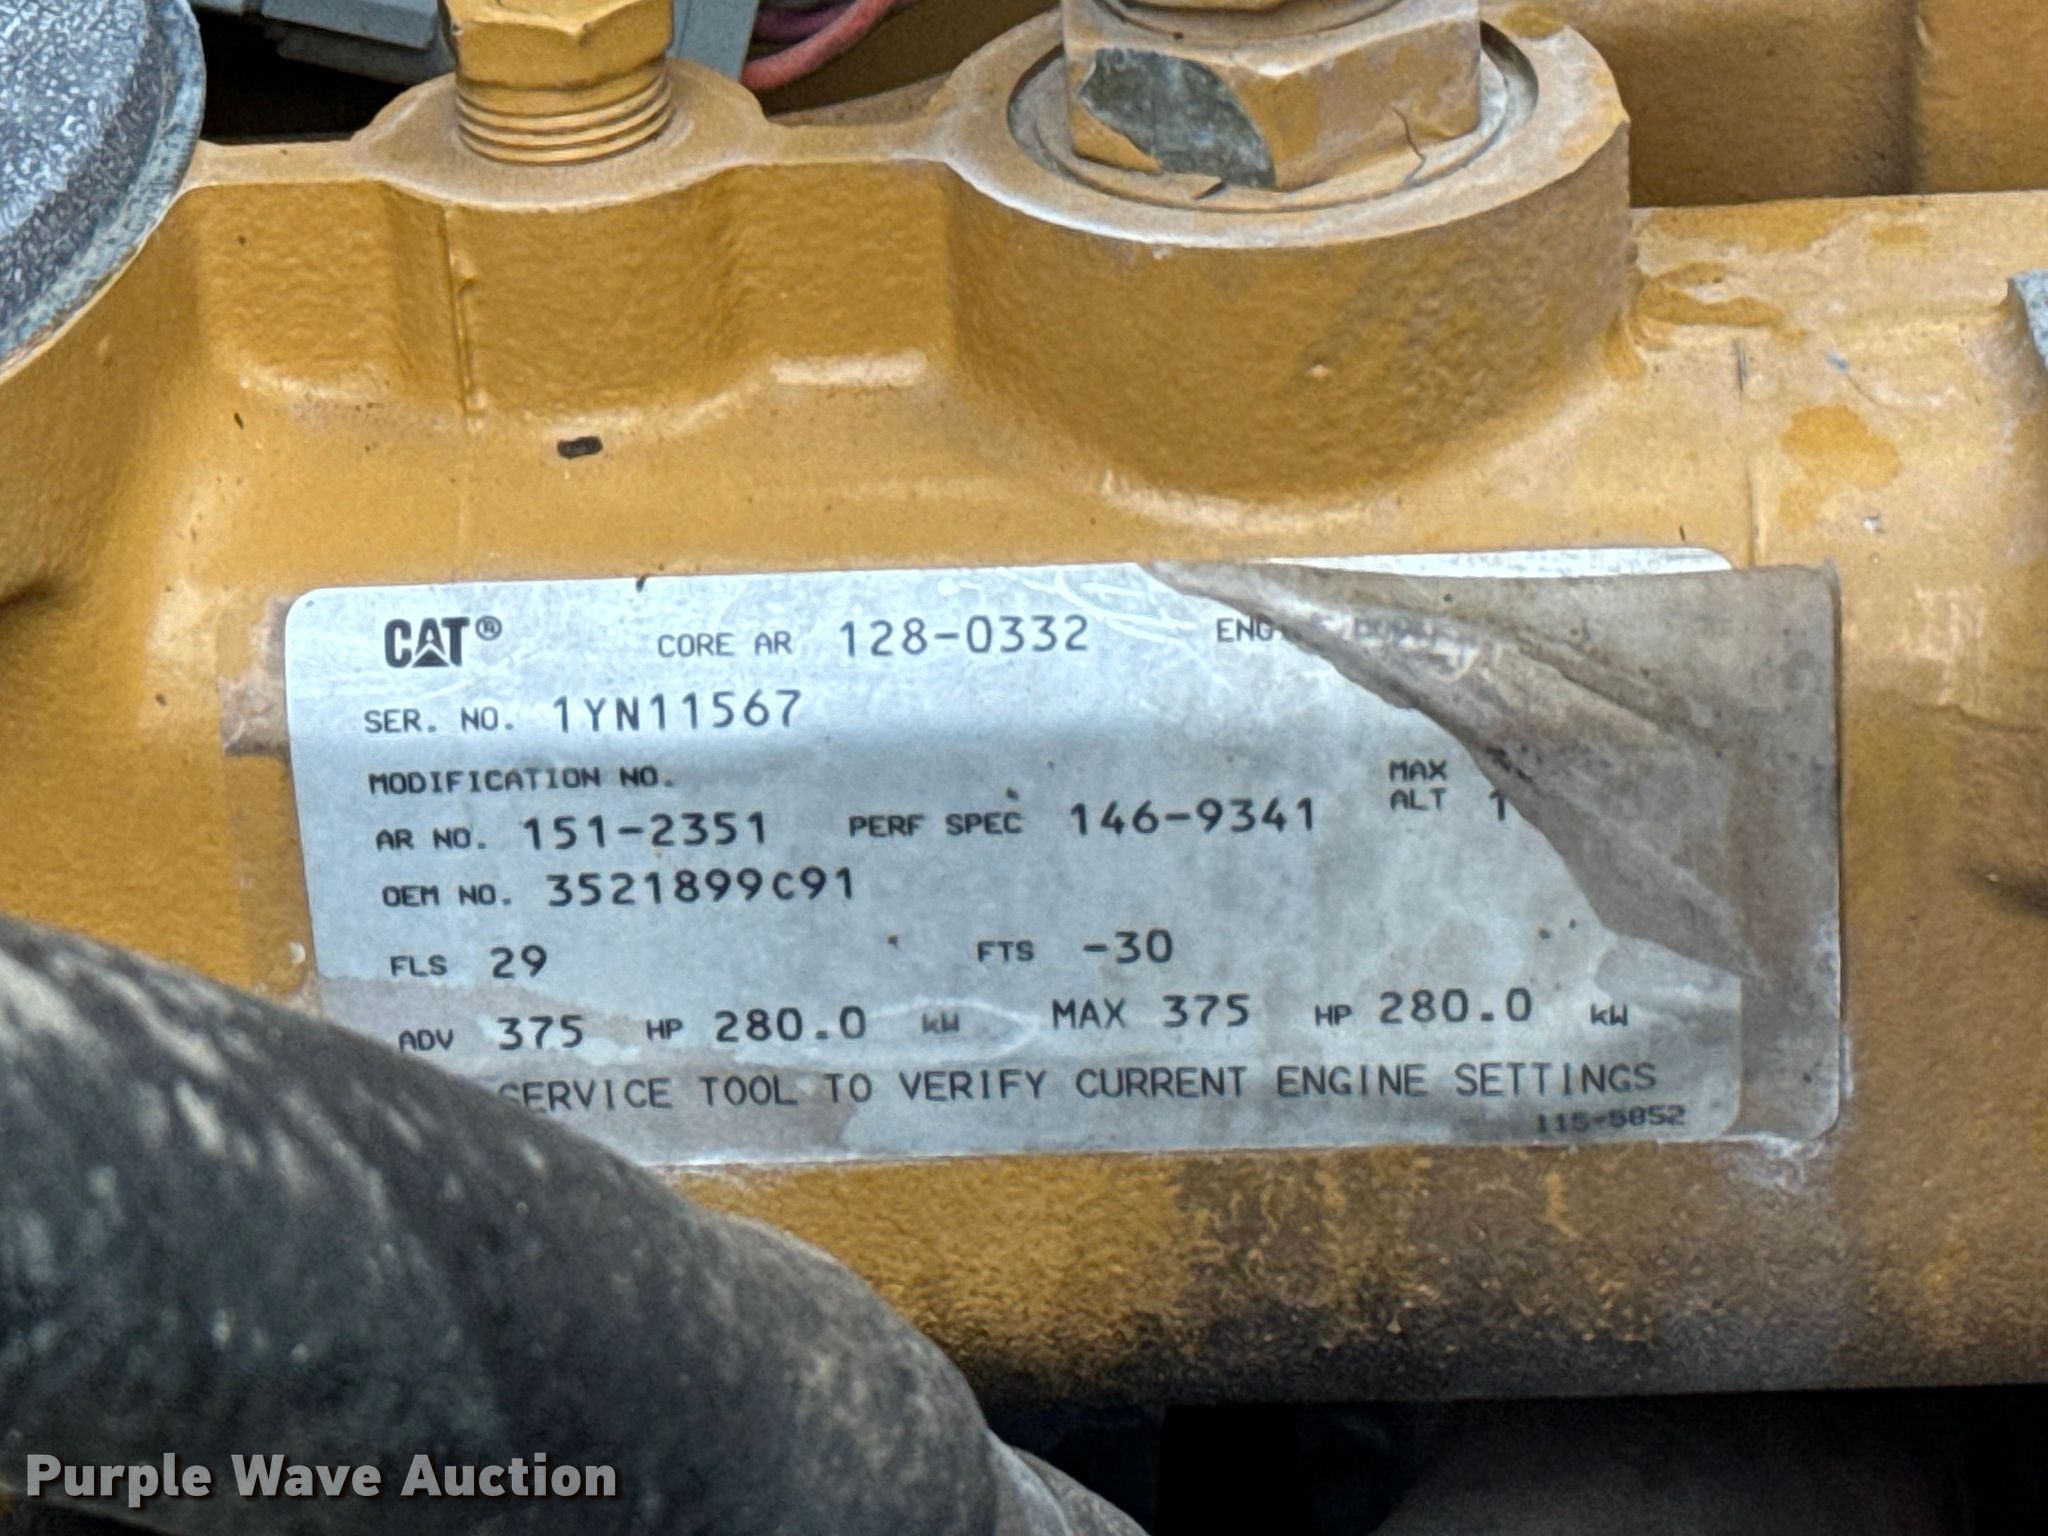 CAT® CORE AR 128-0332
SER. NO. 1YN11567
MODIFICATION NO.
AR NO. 151-2351 PERF SPEC 146-9341 MAX ALT
OEM NO. 3521899C91
FLS 29 FTS -30
ADV 375 HP 280.0 kW MAX 375 HP 280.0 kW
SERVICE TOOL TO VERIFY CURRENT ENGINE SETTINGS
115-5052
Purple Wave Auction